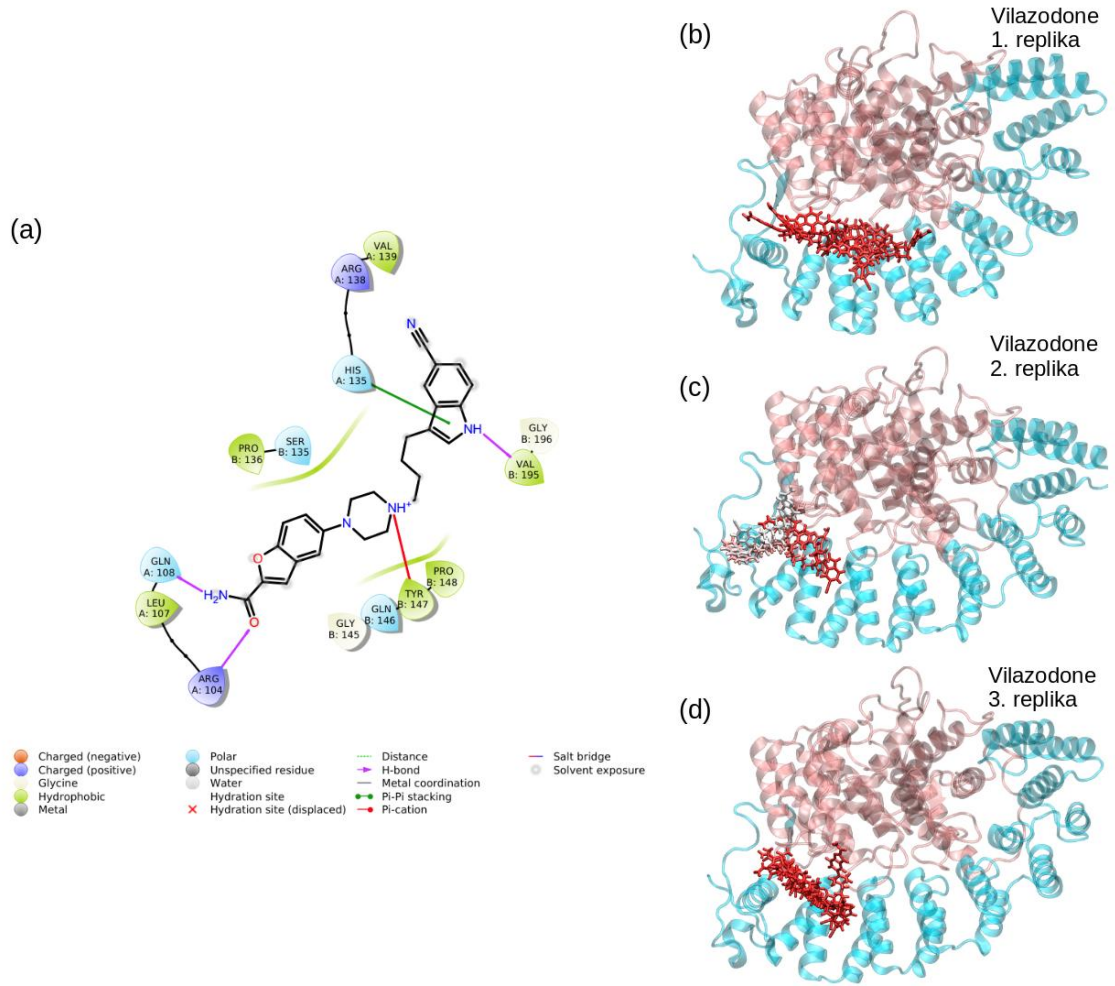 (a)
VAL
A: 139
ARG
A: 138
N
HIS
A: 135
NH
GLY
B: 196
VAL
B: 195
PRO
B: 136
SER
B: 135
N
NH+
O
GLN
A: 108
H2N
LEU
A: 107
O
PRO
B: 148
TYR
B: 147
GLN
B: 146
GLY
B: 145
ARG
A: 104
Charged (negative)
Charged (positive)
Glycine
Hydrophobic
Metal
Polar
Unspecified residue
Water
Hydration site
Hydration site (displaced)
Distance
H-bond
Metal coordination
Pi-Pi stacking
Pi-cation
Salt bridge
Solvent exposure
(b)
Vilazodone
1. replika
(c)
Vilazodone
2. replika
(d)
Vilazodone
3. replika